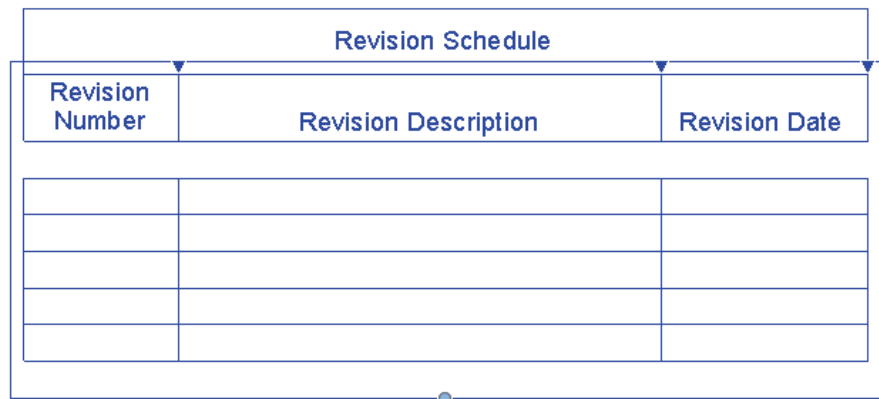 Revision Schedule
Revision
Number
Revision Description
Revision Date